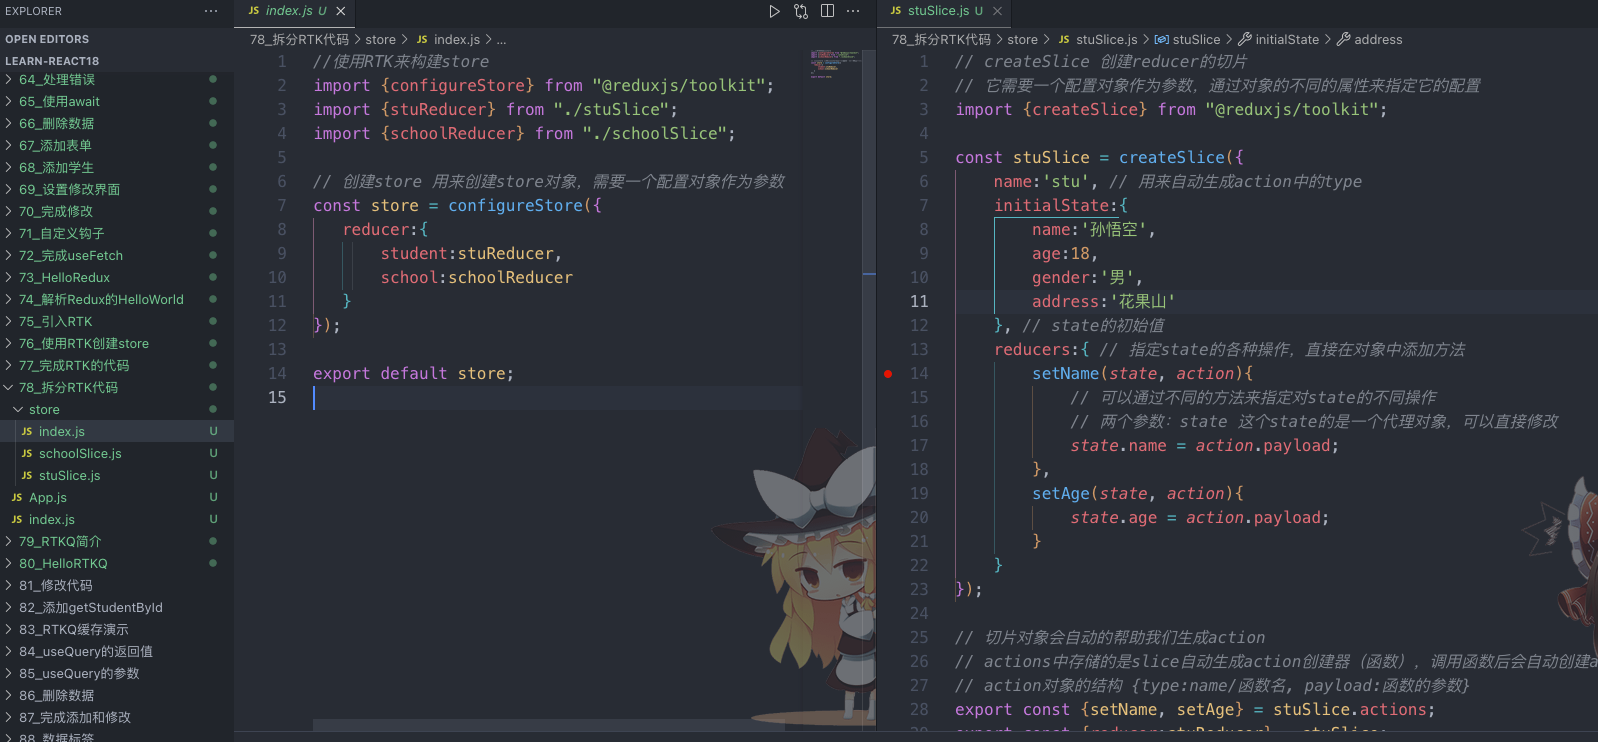 EXPLORER
OPEN EDITORS
LEARN-REACT18
64_处理错误
65_使用await
66_删除数据
67_添加表单
68_添加学生
69_设置修改界面
70_完成修改
71_自定义钩子
72_完成useFetch
73_HelloRedux
74_解析Redux的HelloWorld
75_引入RTK
76_使用RTK创建store
77_完成RTK的代码
78_拆分RTK代码
store
JS index.js U
JS schoolSlice.js U
JS stuSlice.js U
JS App.js U
JS index.js U
79_RTKQ简介
80_HelloRTKQ
81_修改代码
82_添加getStudentById
83_RTKQ缓存演示
84_useQuery的返回值
85_useQuery的参数
86_删除数据
87_完成添加和修改
88_数据标签
JS index.js U
78_拆分RTK代码 > store > JS index.js > ...
1 //使用RTK来构建store
2 import {configureStore} from "@reduxjs/toolkit";
3 import {stuReducer} from "./stuSlice";
4 import {schoolReducer} from "./schoolSlice";
5
6 // 创建store 用来创建store对象，需要一个配置对象作为参数
7 const store = configureStore({
8 reducer:{
9 student:stuReducer,
10 school:schoolReducer
11 }
12 });
13
14 export default store;
15
JS stuSlice.js U
78_拆分RTK代码 > store > JS stuSlice.js > stuSlice > initialState > address
1 // createSlice 创建reducer的切片
2 // 它需要一个配置对象作为参数，通过对象的不同的属性来指定它的配置
3 import {createSlice} from "@reduxjs/toolkit";
4
5 const stuSlice = createSlice({
6 name:'stu', // 用来自动生成action中的type
7 initialState:{
8 name:'孙悟空',
9 age:18,
10 gender:'男',
11 address:'花果山'
12 }, // state的初始值
13 reducers:{ // 指定state的各种操作，直接在对象中添加方法
14 setName(state, action){
15 // 可以通过不同的方法来指定对state的不同操作
16 // 两个参数：state 这个state的是一个代理对象，可以直接修改
17 state.name = action.payload;
18 },
19 setAge(state, action){
20 state.age = action.payload;
21 }
22 }
23 });
24
25 // 切片对象会自动的帮助我们生成action
26 // actions中存储的是slice自动生成action创建器（函数），调用函数后会自动创建a
27 // action对象的结构 {type:name/函数名, payload:函数的参数}
28 export const {setName, setAge} = stuSlice.actions;
29 export const {reducer:stuReducer} = stuSlice;